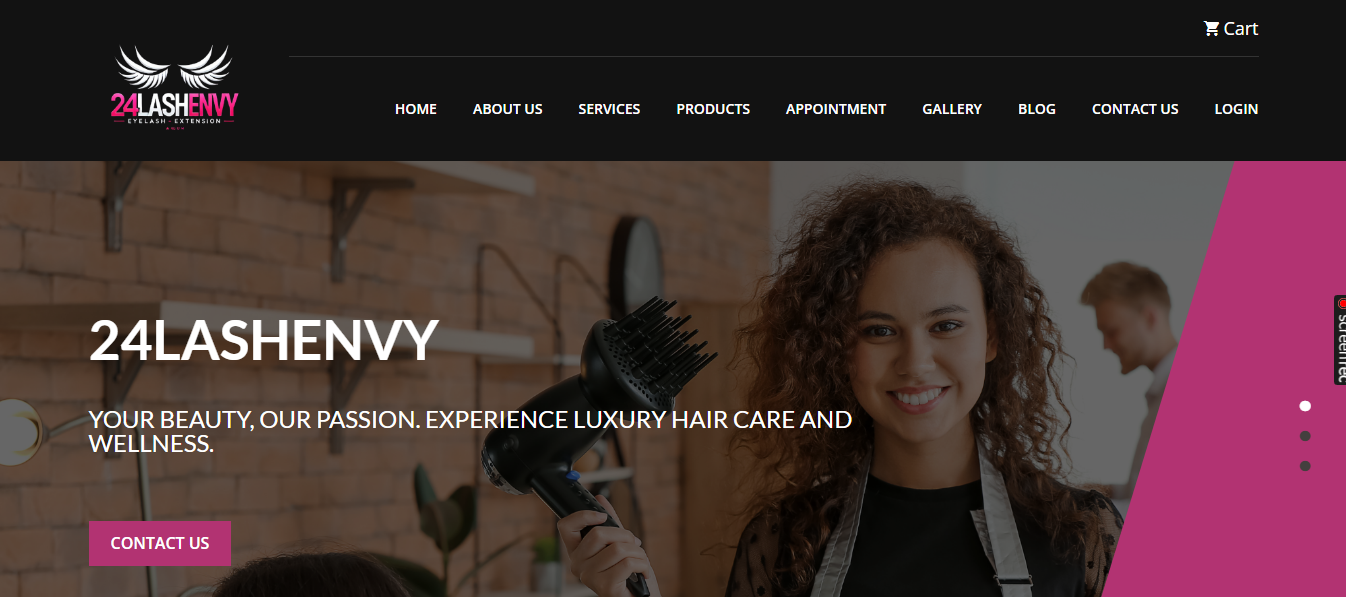 Cart
24LASHENVY
EYELASH - EXTENSION
HOME ABOUT US SERVICES PRODUCTS APPOINTMENT GALLERY BLOG CONTACT US LOGIN
24LASHENVY
YOUR BEAUTY, OUR PASSION. EXPERIENCE LUXURY HAIR CARE AND
WELLNESS.
CONTACT US